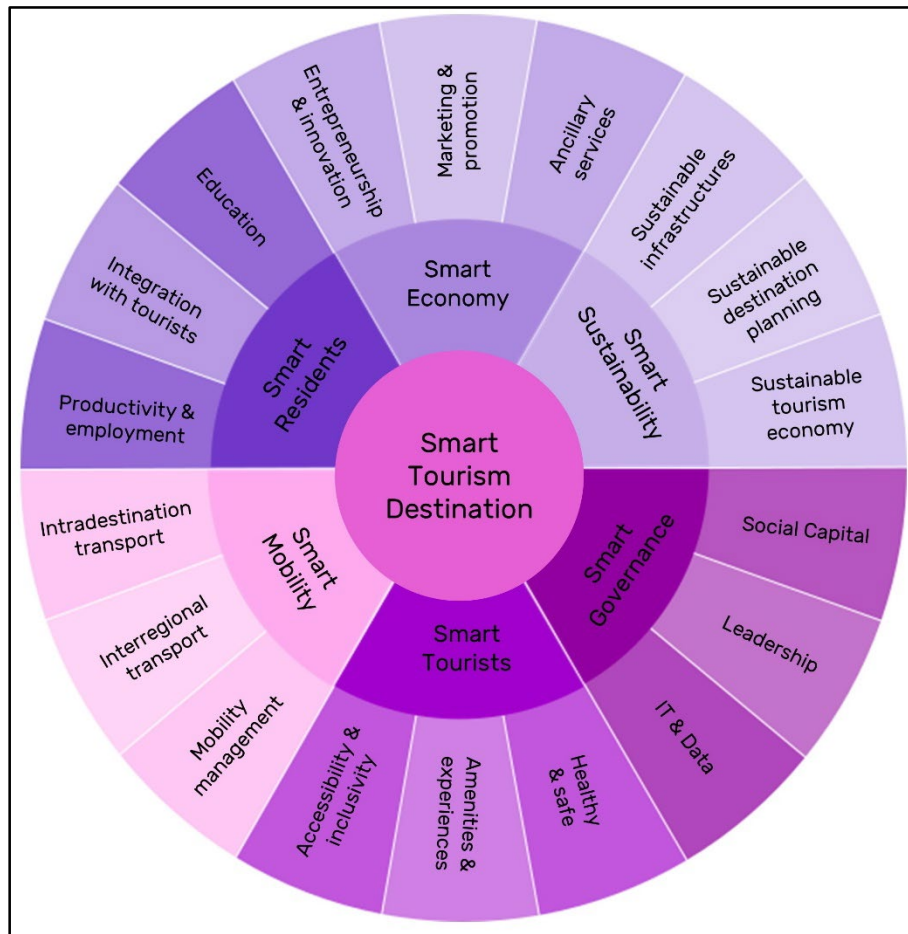 Smart
Tourism
Destination
Smart
Economy
Entrepreneurship
& innovation
Marketing &
promotion
Ancillary
services
Smart
Sustainability
Sustainable
infrastructures
Sustainable
destination
planning
Sustainable
tourism
economy
Smart
Governance
Social Capital
Leadership
IT & Data
Smart
Tourists
Healthy
& safe
Amenities &
experiences
Accessibility &
inclusivity
Smart
Mobility
Mobility
management
Interregional
transport
Intradestination
transport
Smart
Residents
Productivity &
employment
Integration
with tourists
Education